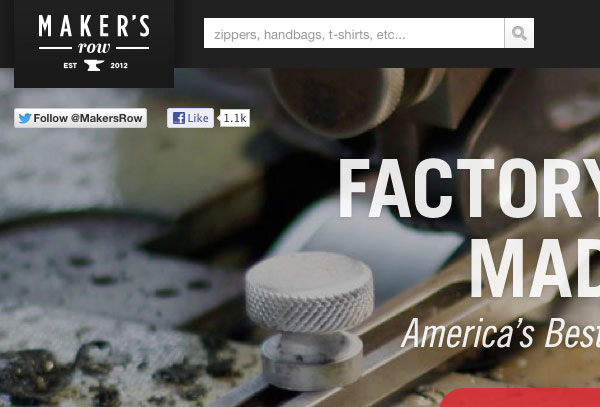 MAKER'S
row
EST 2012
zippers, handbags, t-shirts, etc...
Follow @MakersRow
Like
1.1k
FACTORY
MAD
America's Best